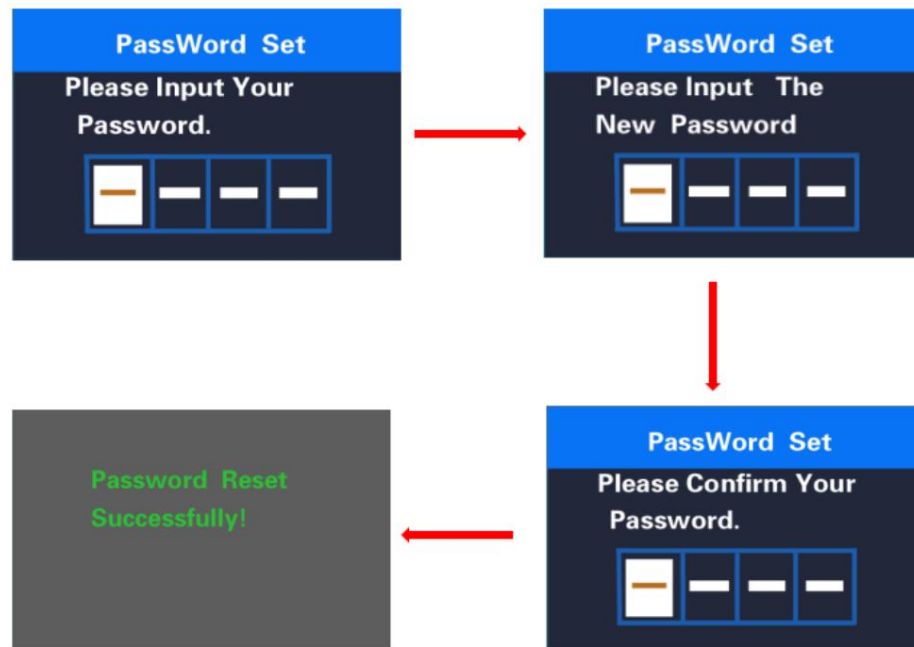 PassWord Set
Please Input Your
Password.
PassWord Set
Please Input The
New Password
PassWord Set
Please Confirm Your
Password.
Password Reset
Successfully!